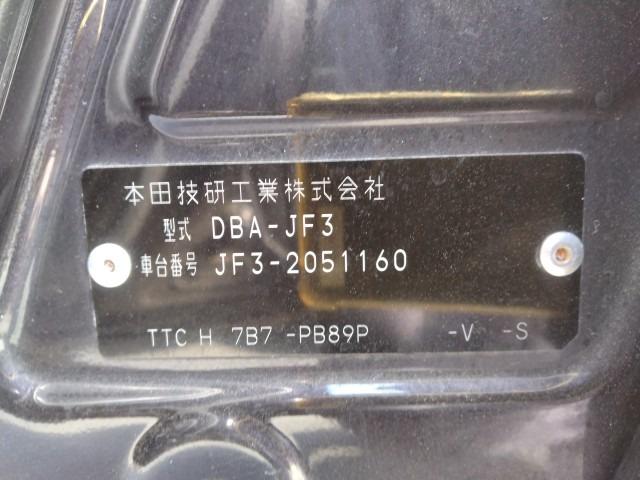 本田技研工業株式会社
型式 DBA-JF3
車台番号 JF3-2051160
TTC H 7B7 -PB89P -V -S